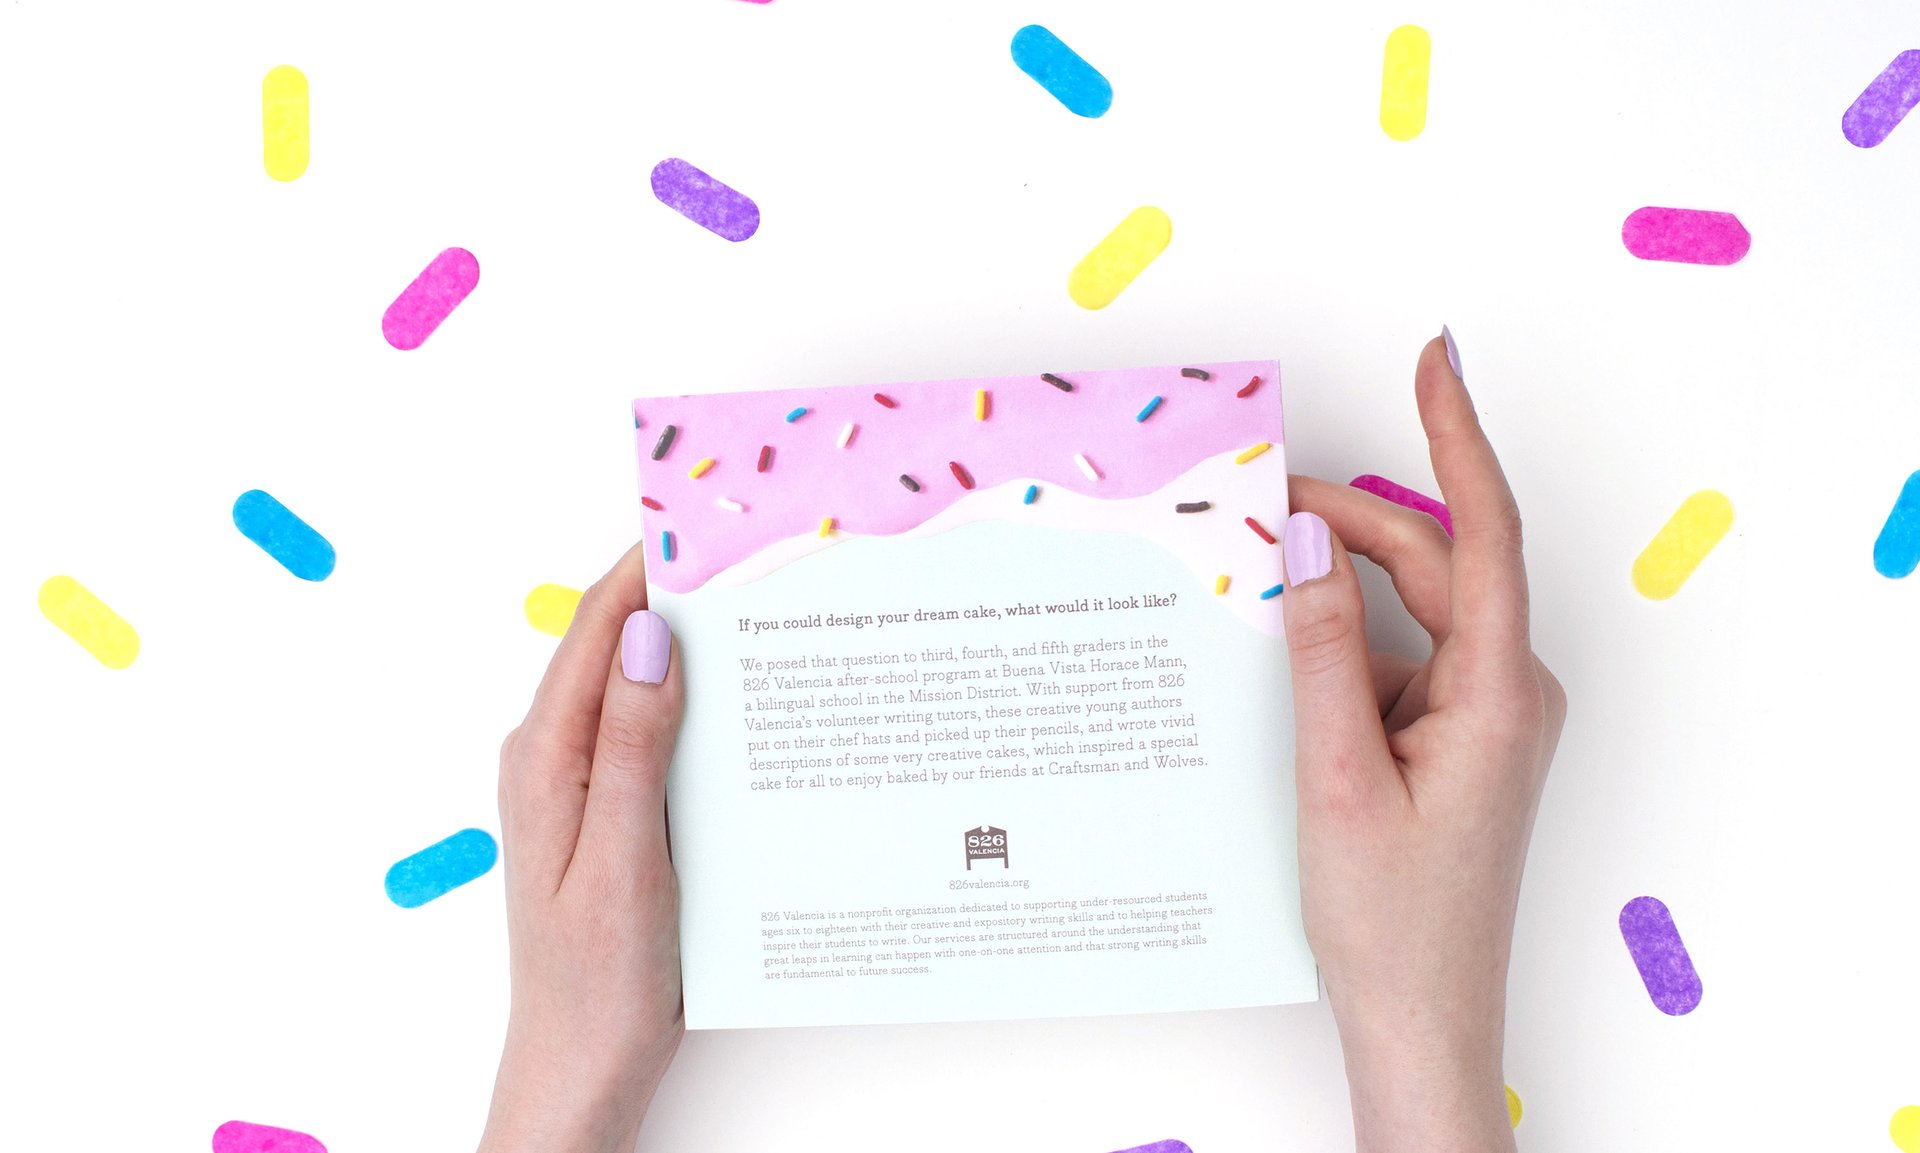 If you could design your dream cake, what would it look like?
We posed that question to third, fourth, and fifth graders in the
826 Valencia after-school program at Buena Vista Horace Mann,
a bilingual school in the Mission District. With support from 826
Valencia's volunteer writing tutors, these creative young authors
put on their chef hats and picked up their pencils, and wrote vivid
descriptions of some very creative cakes, which inspired a special
cake for all to enjoy baked by our friends at Craftsman and Wolves.
826
VALENCIA
826valencia.org
826 Valencia is a nonprofit organization dedicated to supporting under-resourced students
ages six to eighteen with their creative and expository writing skills and to helping teachers
inspire their students to write. Our services are structured around the understanding that
great leaps in learning can happen with one-on-one attention and that strong writing skills
are fundamental to future success.